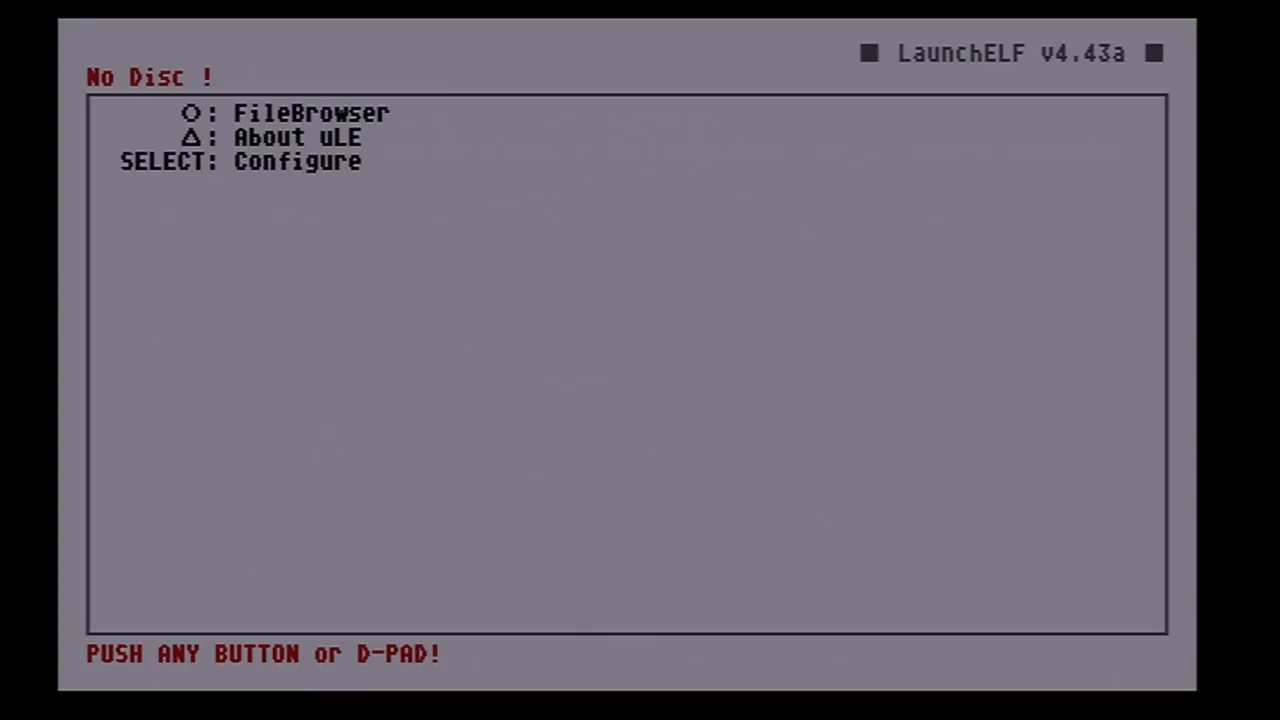 ■ LaunchELF v4.43a ■
No Disc !
○: FileBrowser
△: About uLE
SELECT: Configure
PUSH ANY BUTTON or D-PAD!